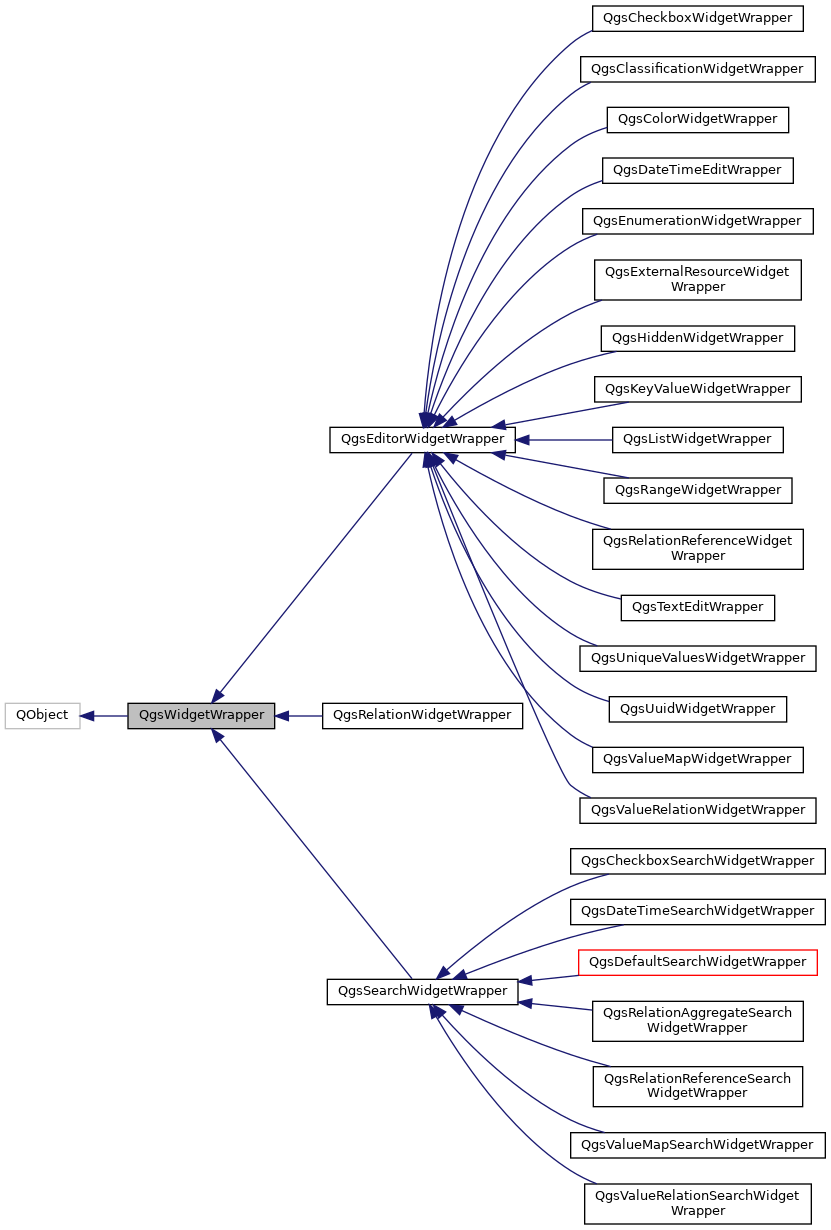 QgsCheckboxWidgetWrapper
QgsClassificationWidgetWrapper
QgsColorWidgetWrapper
QgsDateTimeEditWrapper
QgsEnumerationWidgetWrapper
QgsExternalResourceWidget
Wrapper
QgsHiddenWidgetWrapper
QgsKeyValueWidgetWrapper
QgsEditorWidgetWrapper
QgsListWidgetWrapper
QgsRangeWidgetWrapper
QgsRelationReferenceWidget
Wrapper
QgsTextEditWrapper
QgsUniqueValuesWidgetWrapper
QgsUuidWidgetWrapper
QObject
QgsWidgetWrapper
QgsRelationWidgetWrapper
QgsValueMapWidgetWrapper
QgsValueRelationWidgetWrapper
QgsCheckboxSearchWidgetWrapper
QgsDateTimeSearchWidgetWrapper
QgsDefaultSearchWidgetWrapper
QgsSearchWidgetWrapper
QgsRelationAggregateSearch
WidgetWrapper
QgsRelationReferenceSearch
WidgetWrapper
QgsValueMapSearchWidgetWrapper
QgsValueRelationSearchWidget
Wrapper